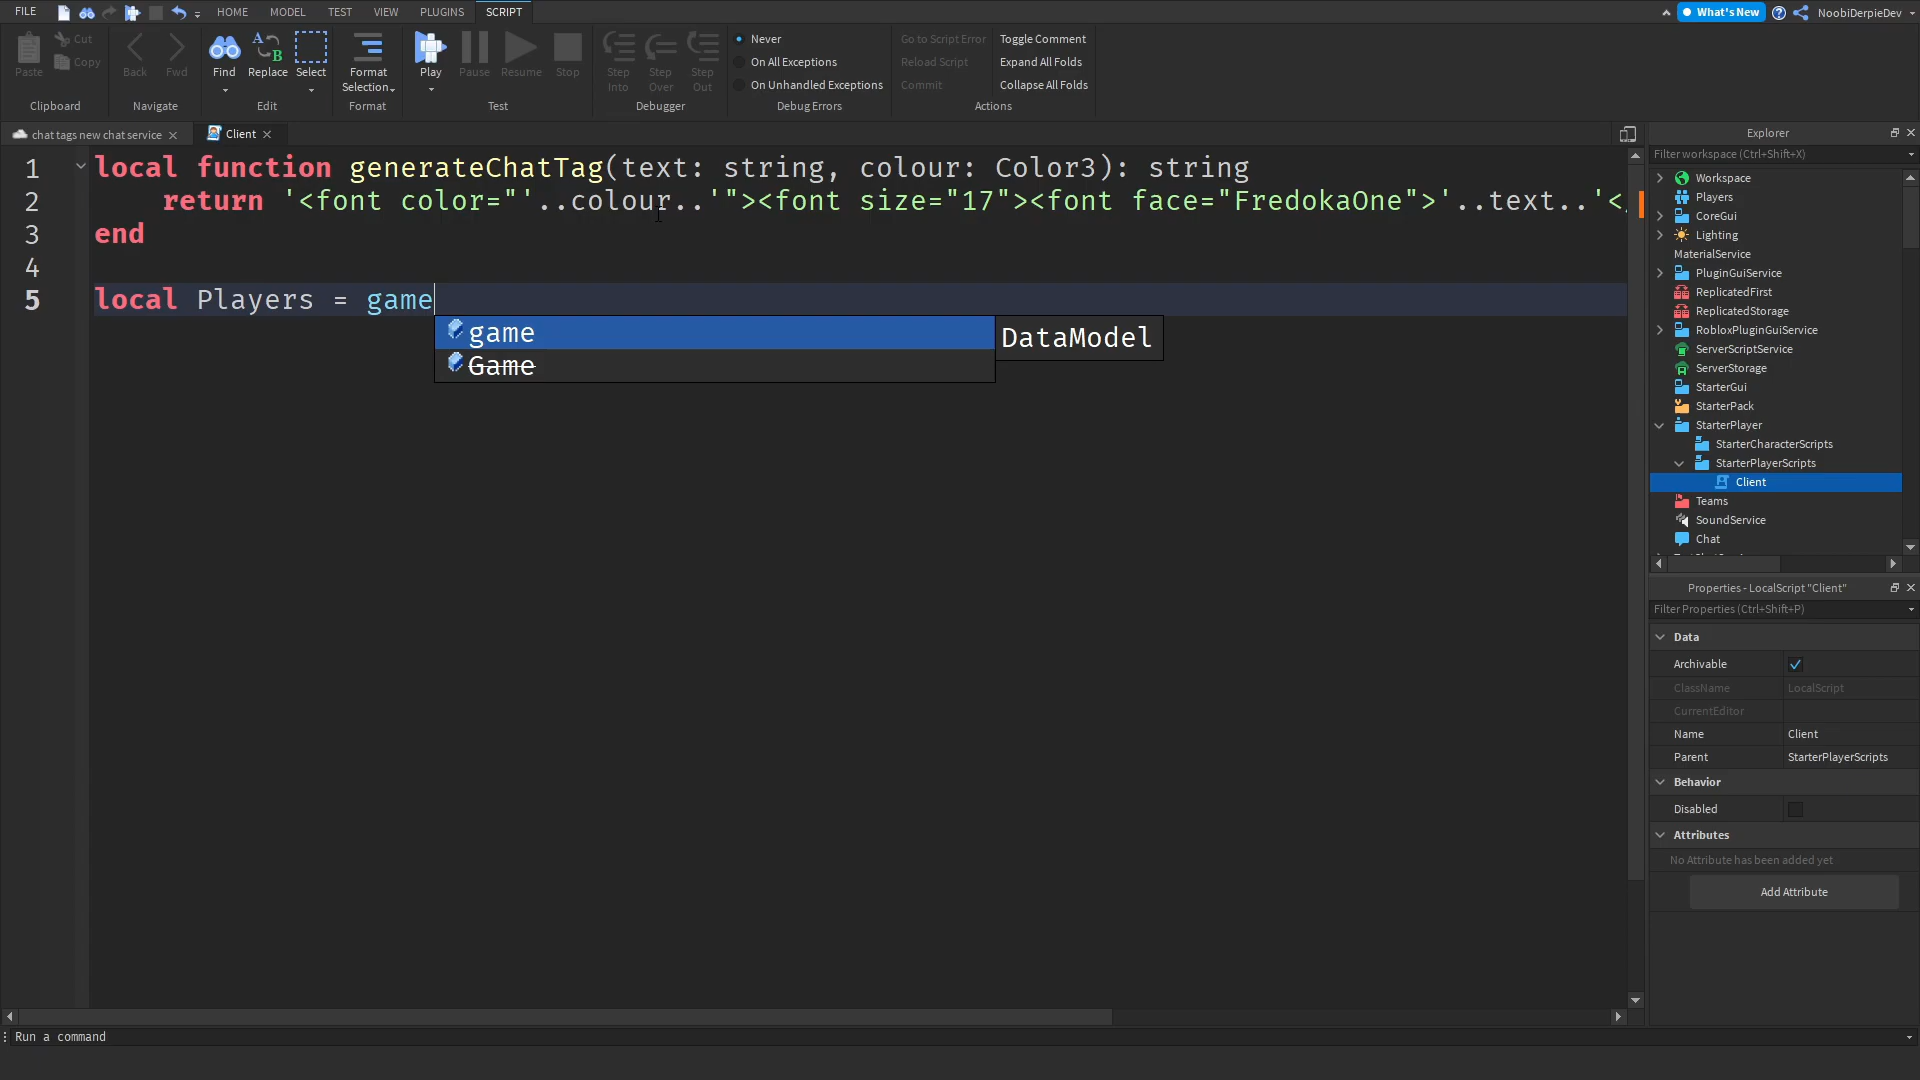 FILE
HOME
MODEL
TEST
VIEW
PLUGINS
SCRIPT
What's New
NoobiDerpieDev
Paste
Cut
Copy
Clipboard
Back
Fwd
Navigate
Find
Replace
Select
Edit
Format
Selection
Format
Play
Pause
Resume
Stop
Test
Step
Into
Step
Over
Step
Out
Debugger
Never
On All Exceptions
On Unhandled Exceptions
Debug Errors
Go to Script Error
Reload Script
Commit
Toggle Comment
Expand All Folds
Collapse All Folds
Actions
chat tags new chat service
Client
1 local function generateChatTag(text: string, colour: Color3): string
2 return '<font color="'..colour..'"><font size="17"><font face="FredokaOne">'..text..'<
3 end
4
5 local Players = game
game
Game
DataModel
Explorer
Filter workspace (Ctrl+Shift+X)
Workspace
Players
CoreGui
Lighting
MaterialService
PluginGuiService
ReplicatedFirst
ReplicatedStorage
RobloxPluginGuiService
ServerScriptService
ServerStorage
StarterGui
StarterPack
StarterPlayer
StarterCharacterScripts
StarterPlayerScripts
Client
Teams
SoundService
Chat
Properties - LocalScript "Client"
Filter Properties (Ctrl+Shift+P)
Data
Archivable
ClassName LocalScript
CurrentEditor
Name Client
Parent StarterPlayerScripts
Behavior
Disabled
Attributes
No Attribute has been added yet
Add Attribute
Run a command